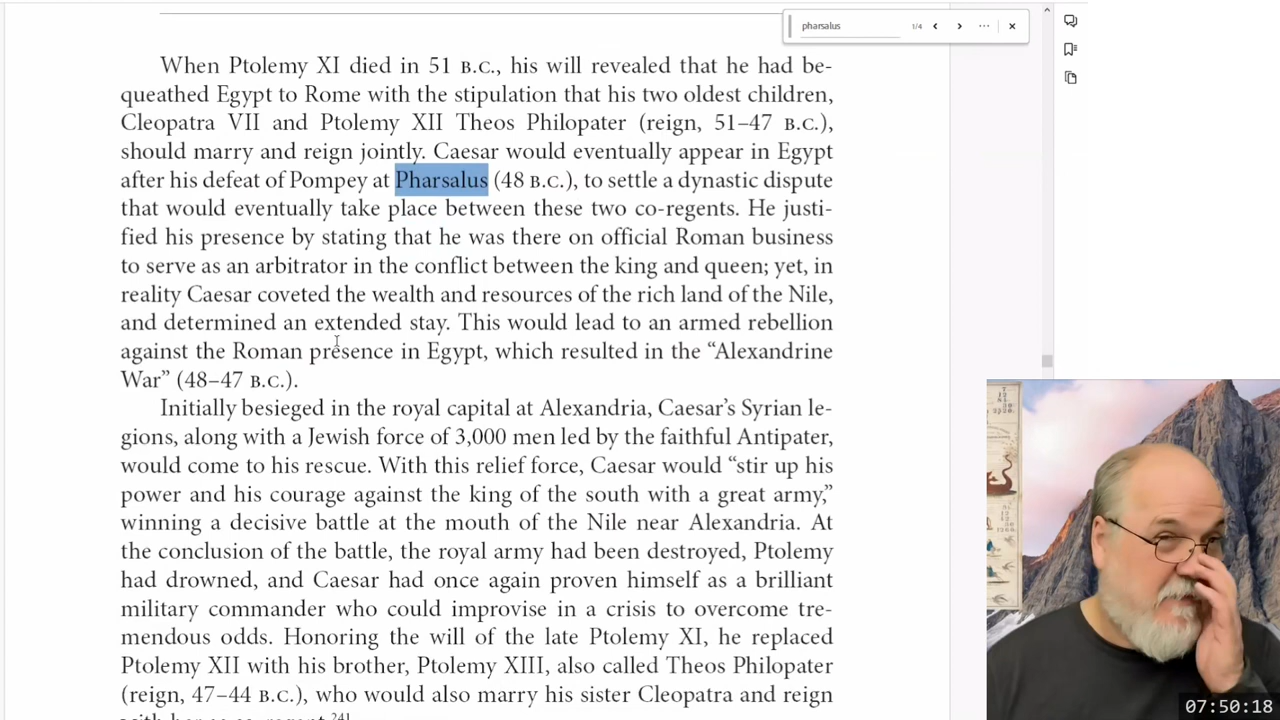 pharsalus
1/4
When Ptolemy XI died in 51 B.C., his will revealed that he had be-
queathed Egypt to Rome with the stipulation that his two oldest children,
Cleopatra VII and Ptolemy XII Theos Philopater (reign, 51–47 B.C.),
should marry and reign jointly. Caesar would eventually appear in Egypt
after his defeat of Pompey at Pharsalus (48 B.C.), to settle a dynastic dispute
that would eventually take place between these two co-regents. He justi-
fied his presence by stating that he was there on official Roman business
to serve as an arbitrator in the conflict between the king and queen; yet, in
reality Caesar coveted the wealth and resources of the rich land of the Nile,
and determined an extended stay. This would lead to an armed rebellion
against the Roman presence in Egypt, which resulted in the “Alexandrine
War” (48–47 B.C.).
Initially besieged in the royal capital at Alexandria, Caesar’s Syrian le-
gions, along with a Jewish force of 3,000 men led by the faithful Antipater,
would come to his rescue. With this relief force, Caesar would “stir up his
power and his courage against the king of the south with a great army,”
winning a decisive battle at the mouth of the Nile near Alexandria. At
the conclusion of the battle, the royal army had been destroyed, Ptolemy
had drowned, and Caesar had once again proven himself as a brilliant
military commander who could improvise in a crisis to overcome tre-
mendous odds. Honoring the will of the late Ptolemy XI, he replaced
Ptolemy XII with his brother, Ptolemy XIII, also called Theos Philopater
(reign, 47–44 B.C.), who would also marry his sister Cleopatra and reign
07:50:18